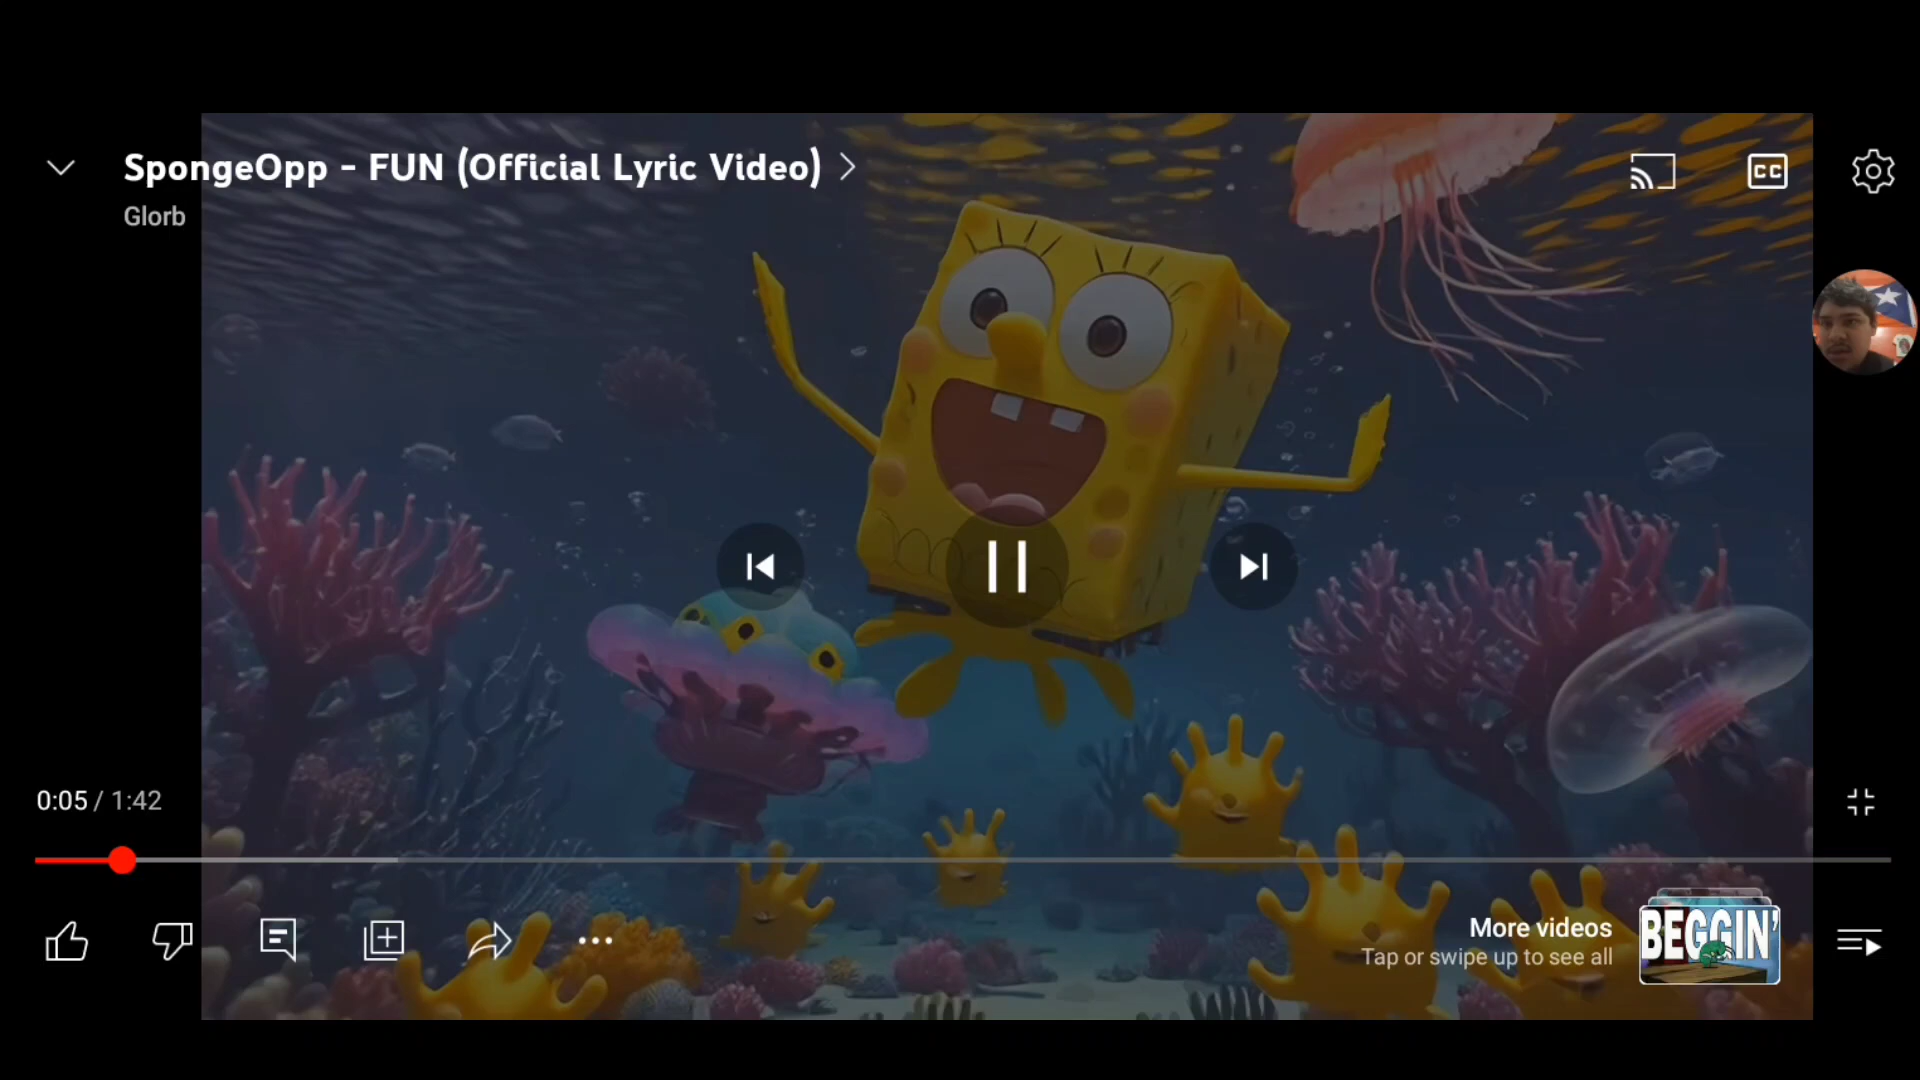 SpongeOpp - FUN (Official Lyric Video)
Glorb
CC
0:05 / 1:42
More videos
Tap or swipe up to see all
BEGGIN'